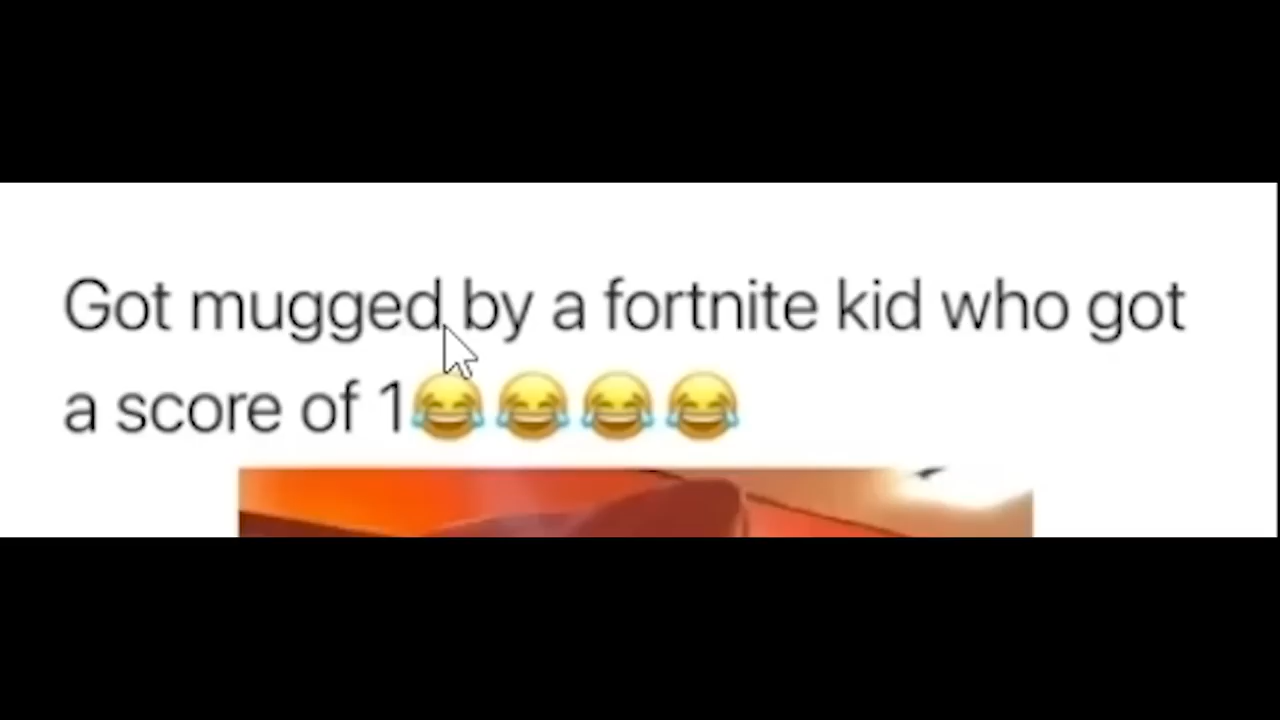 Got mugged by a fortnite kid who got
a score of 1😂😂😂😂